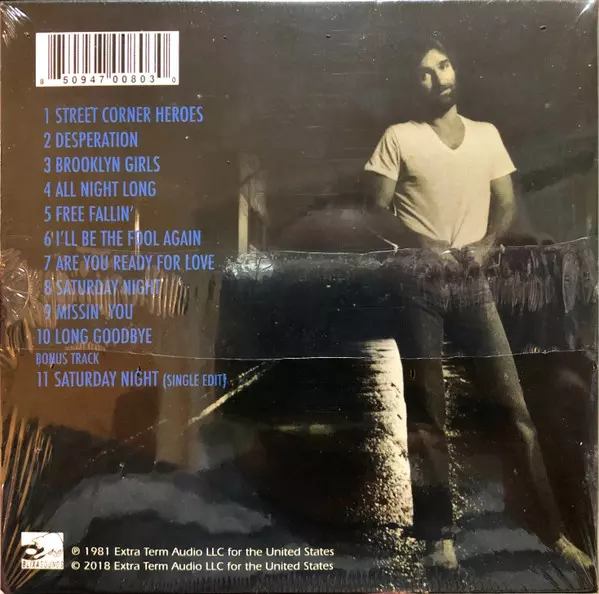 8 50947 00803 0
1 STREET CORNER HEROES
2 DESPERATION
3 BROOKLYN GIRLS
4 ALL NIGHT LONG
5 FREE FALLIN'
6 I'LL BE THE FOOL AGAIN
7 ARE YOU READY FOR LOVE
8 SATURDAY NIGHT
9 MISSIN' YOU
10 LONG GOODBYE
BONUS TRACK
11 SATURDAY NIGHT (SINGLE EDIT)
BLIXA SOUNDS
℗ 1981 Extra Term Audio LLC for the United States
© 2018 Extra Term Audio LLC for the United States